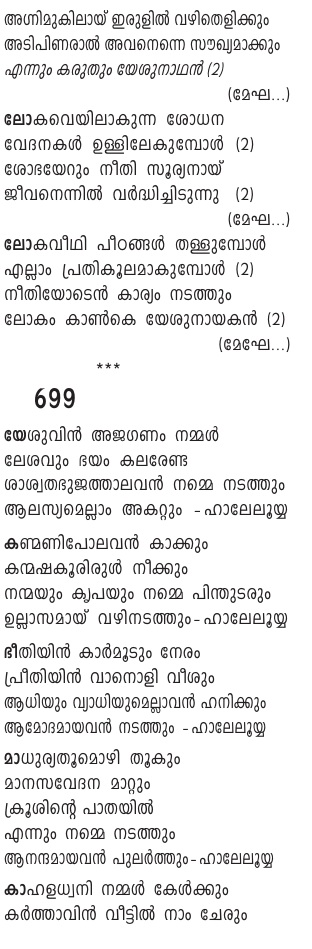 അഗ്നിമുകിലായ് ഇരുളിൽ വഴിതെളിക്കും
അടിപിണരാൽ അവനെന്നെ സൗഖ്യമാക്കും
എന്നും കരുതും യേശുനാഥൻ (2)
(മേഘ...)
ലോകവെയിലാകുന്ന ശോധന
വേദനകൾ ഉള്ളിലേകുമ്പോൾ (2)
ശോഭയേറും നീതി സൂര്യനായ്
ജീവനെന്നിൽ വർദ്ധിച്ചിടുന്നു (2)
(മേഘ...)
ലോകവീഥി പീഠങ്ങൾ തള്ളുമ്പോൾ
എല്ലാം പ്രതികൂലമാകുമ്പോൾ (2)
നീതിയോടെൻ കാര്യം നടത്തും
ലോകം കാൺകെ യേശുനായകൻ (2)
(മേഘേ...)
***
699
യേശുവിൻ അജഗണം നമ്മൾ
ലേശവും ഭയം കലരേണ്ട
ശാശ്വതഭുജത്താലവൻ നമ്മെ നടത്തും
ആലസ്യമെല്ലാം അകറ്റും -ഹാലേലൂയ്യ
കണ്മണിപോലവൻ കാക്കും
കന്മഷകൂരിരുൾ നീക്കും
നന്മയും കൃപയും നമ്മെ പിന്തുടരും
ഉല്ലാസമായ് വഴിനടത്തും-ഹാലേലൂയ്യ
ഭീതിയിൻ കാർമൂടും നേരം
പ്രീതിയിൻ വാനൊളി വീശും
ആധിയും വ്യാധിയുമെല്ലാവൻ ഹനിക്കും
ആമോദമായവൻ നടത്തും -ഹാലേലൂയ്യ
മാധുര്യതൂമൊഴി തൂകും
മാനസവേദന മാറ്റും
ക്രൂശിന്റെ പാതയിൽ
എന്നും നമ്മെ നടത്തും
ആനന്ദമായവൻ പുലർത്തും-ഹാലേലൂയ്യ
കാഹളധ്വനി നമ്മൾ കേൾക്കും
കർത്താവിൻ വീട്ടിൽ നാം ചേരും